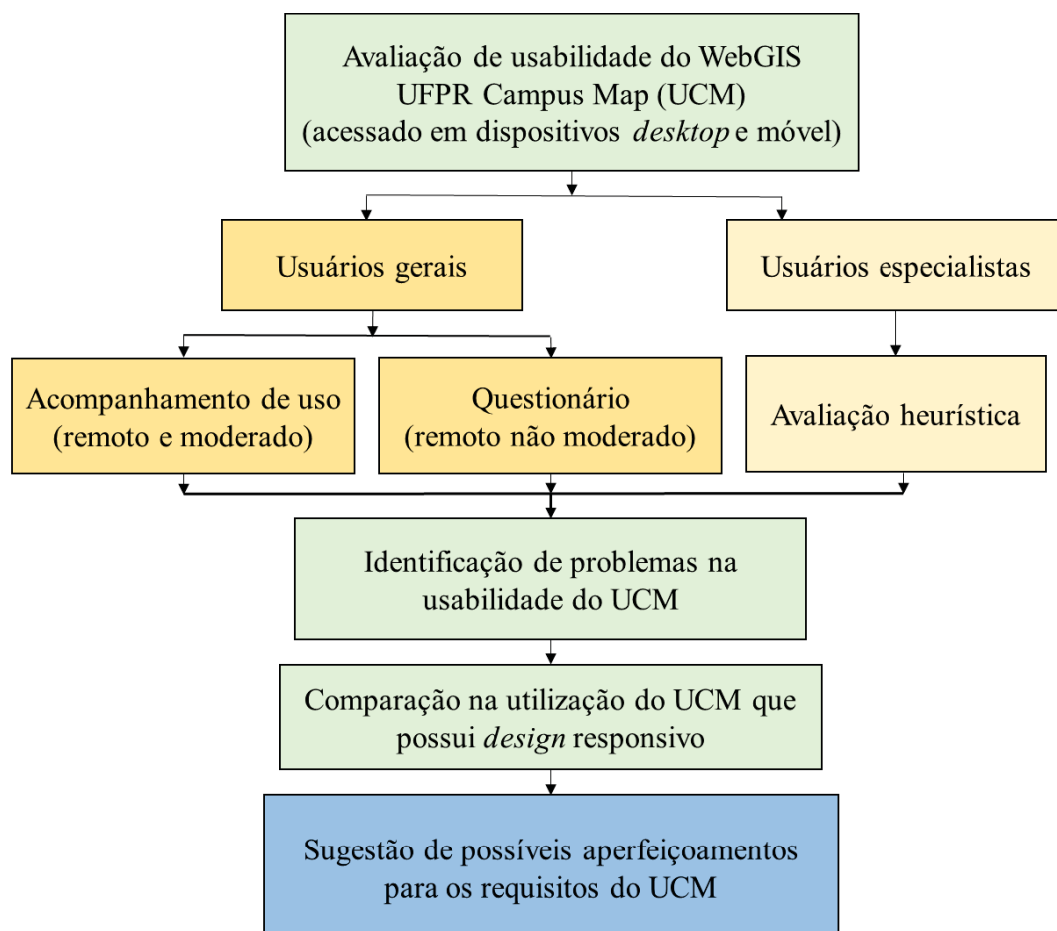 Avaliação de usabilidade do WebGIS
UFPR Campus Map (UCM)
(acessado em dispositivos desktop e móvel)
Usuários gerais
Usuários especialistas
Acompanhamento de uso
(remoto e moderado)
Questionário
(remoto não moderado)
Avaliação heurística
Identificação de problemas na
usabilidade do UCM
Comparação na utilização do UCM que
possui design responsivo
Sugestão de possíveis aperfeiçoamentos
para os requisitos do UCM